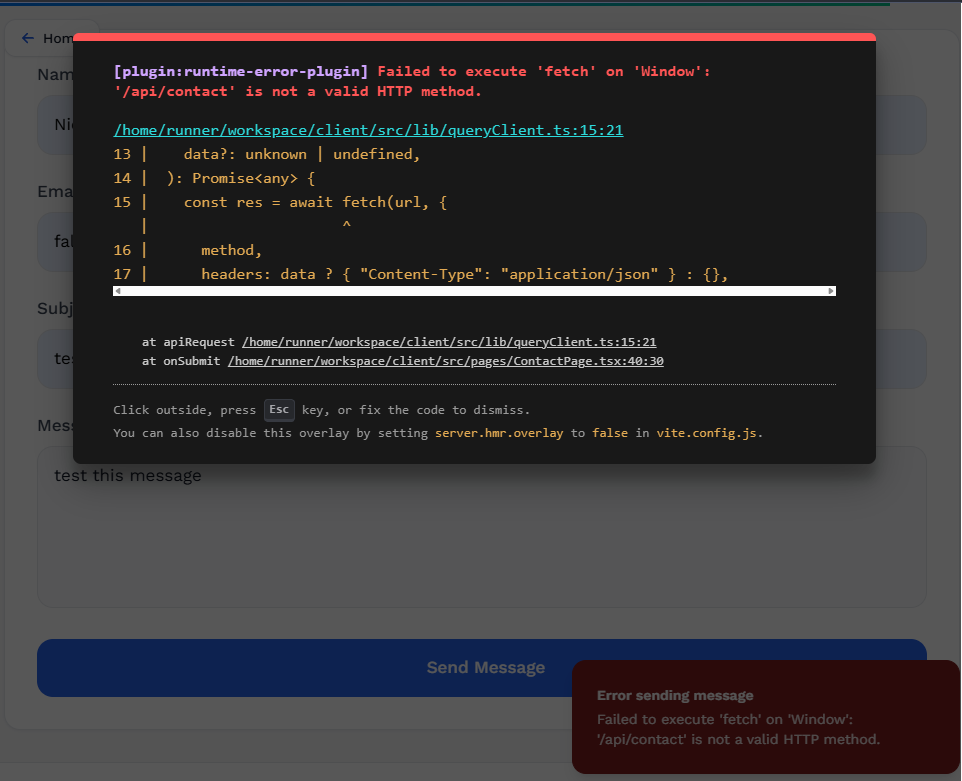 Hom
[plugin:runtime-error-plugin] Failed to execute 'fetch' on 'Window':
'/api/contact' is not a valid HTTP method.
/home/runner/workspace/client/src/lib/queryClient.ts:15:21
13 |    data?: unknown | undefined,
14 |  ): Promise<any> {
15 |    const res = await fetch(url, {
   |                      ^
16 |      method,
17 |      headers: data ? { "Content-Type": "application/json" } : {},
at apiRequest /home/runner/workspace/client/src/lib/queryClient.ts:15:21
at onSubmit /home/runner/workspace/client/src/pages/ContactPage.tsx:40:30
Click outside, press Esc key, or fix the code to dismiss.
You can also disable this overlay by setting server.hmr.overlay to false in vite.config.js.
Nam
Ni
Ema
fal
Subj
tes
Mess
test this message
Send Message
Error sending message
Failed to execute 'fetch' on 'Window':
'/api/contact' is not a valid HTTP method.